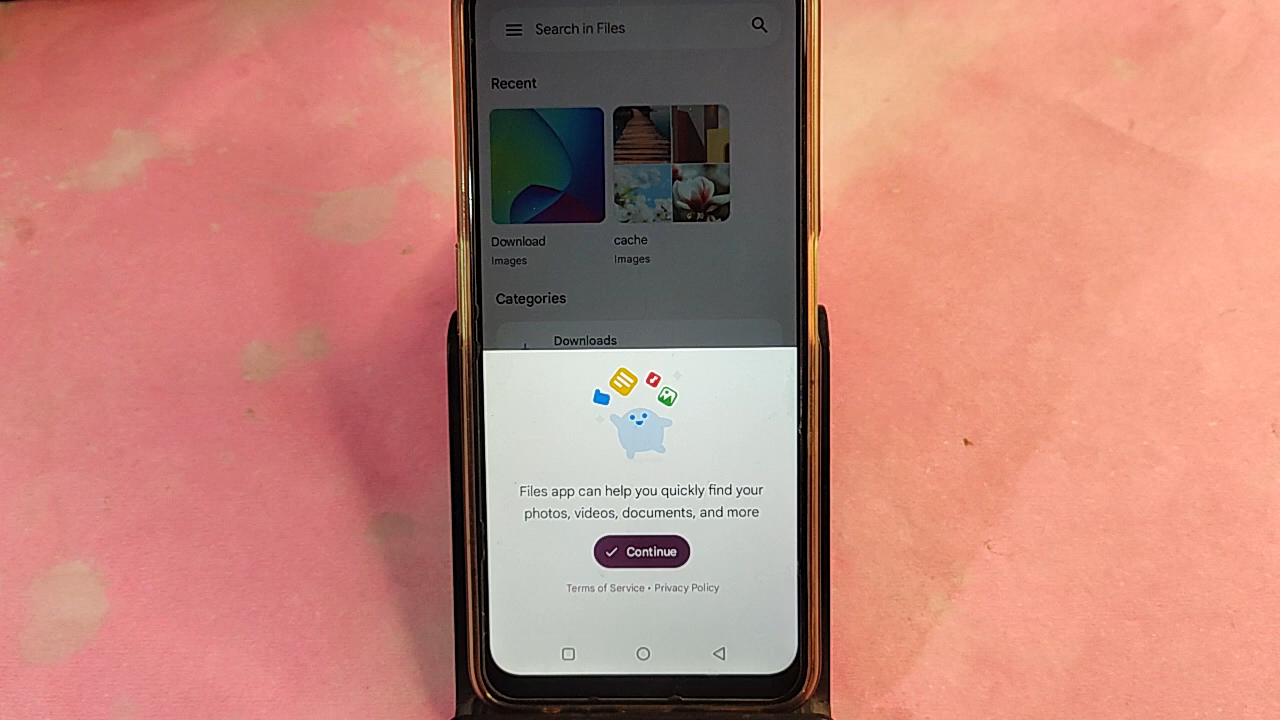 Search in Files
Recent
Download
Images
cache
Images
Categories
Downloads
Files app can help you quickly find your
photos, videos, documents, and more
Continue
Terms of Service • Privacy Policy